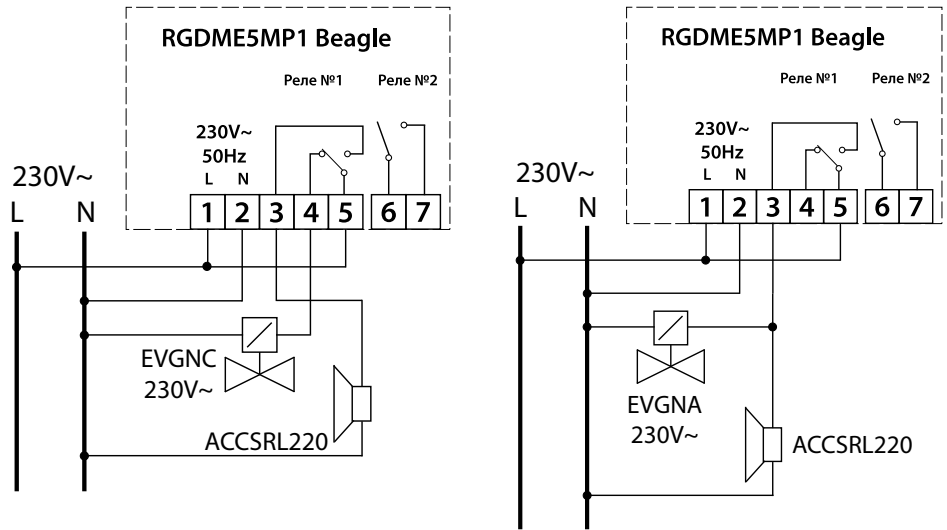 RGDME5MP1 Beagle
Реле №1 Реле №2
230V~
50Hz
L N
230V~
L N
1 2 3 4 5 6 7
EVGNC
230V~
ACCSRL220
RGDME5MP1 Beagle
Реле №1 Реле №2
230V~
50Hz
L N
230V~
L N
1 2 3 4 5 6 7
EVGNA
230V~
ACCSRL220